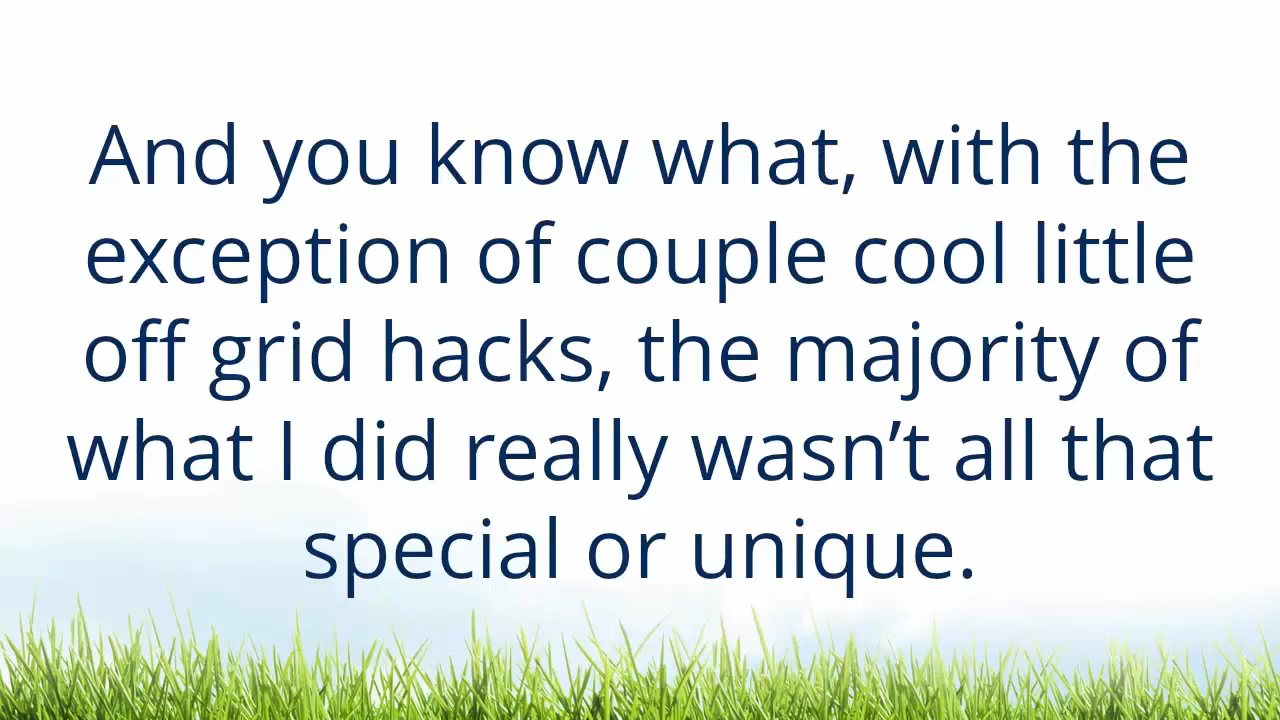 And you know what, with the
exception of couple cool little
off grid hacks, the majority of
what I did really wasn’t all that
special or unique.